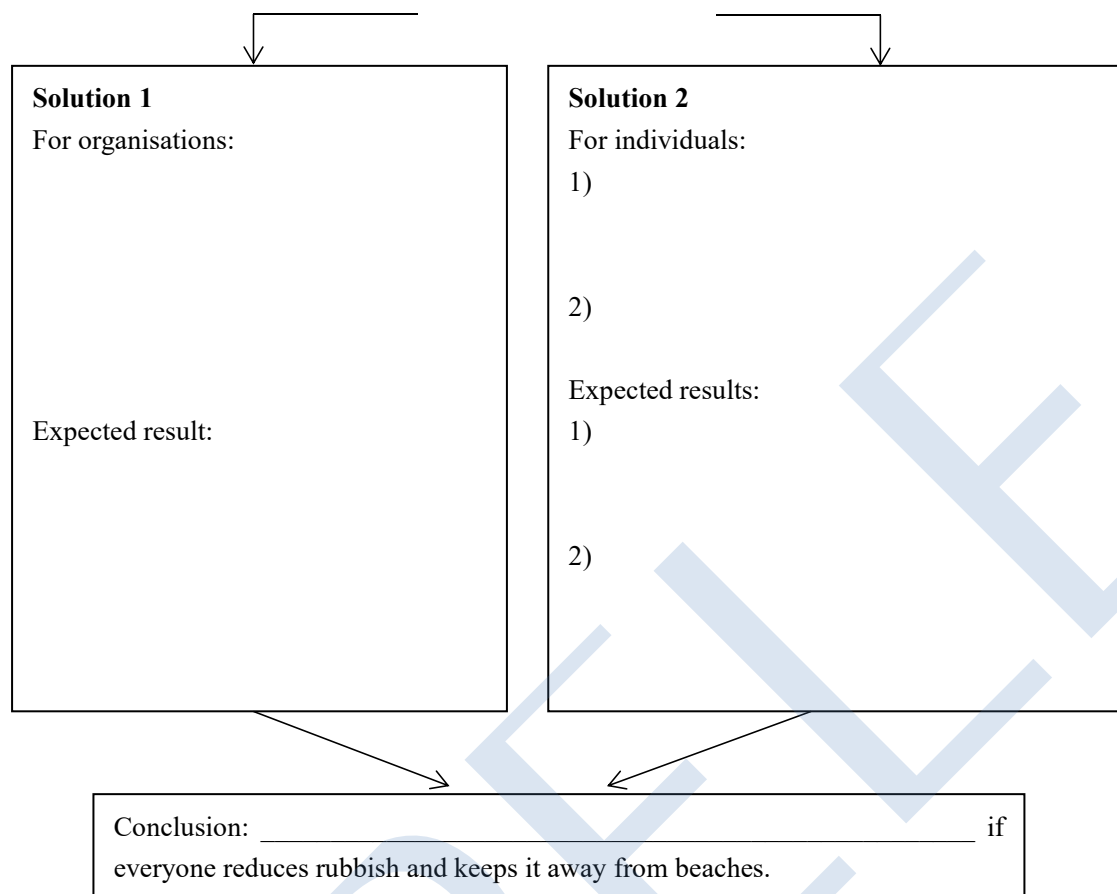 Solution 1
For organisations:
Expected result:
Solution 2
For individuals:
1)
2)
Expected results:
1)
2)
Conclusion: ______________________________________________________ if
everyone reduces rubbish and keeps it away from beaches.